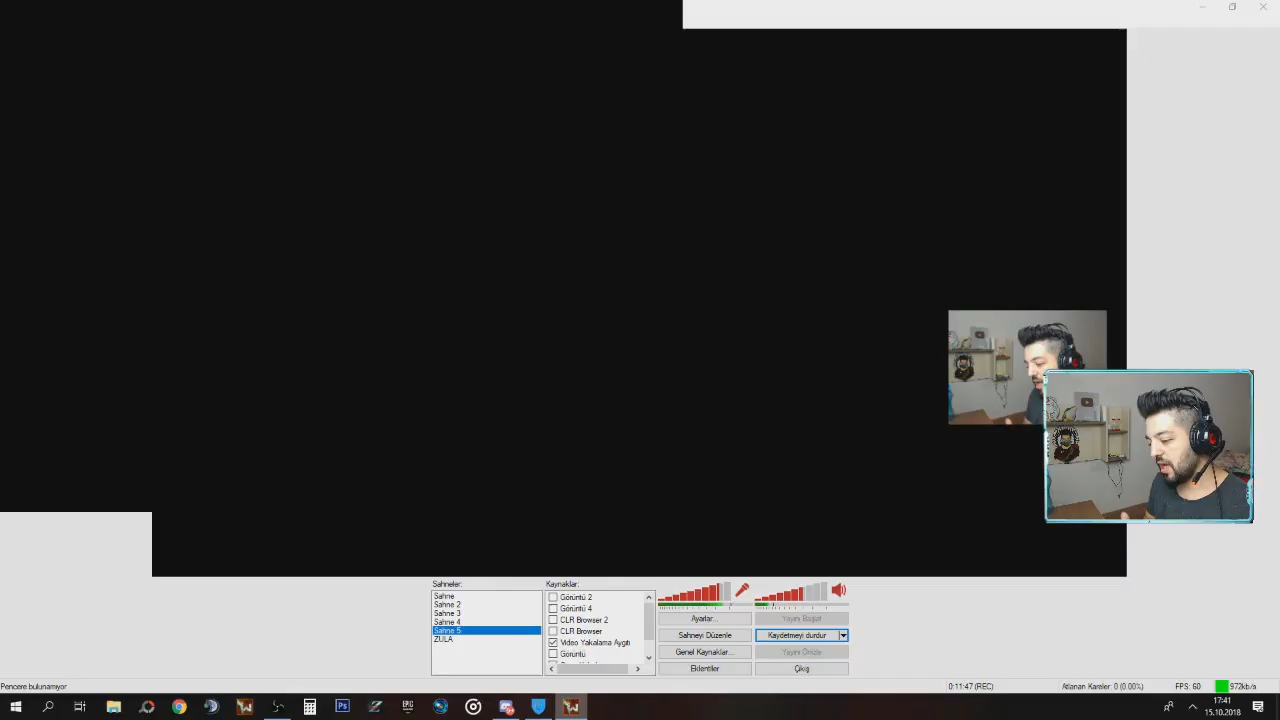 Sahneler:
Kaynaklar:
Sahne
Sahne 2
Sahne 3
Sahne 4
Sahne 5
ZULA
Görüntü 2
Görüntü 4
CLR Browser 2
CLR Browser
Video Yakalama Aygıtı
Görüntü
Ayarlar...
Yayını Başlat
Sahneyi Düzenle
Kaydetmeyi durdur
Genel Kaynaklar...
Yayını Önizle
Eklentiler
Çıkış
Pencere bulunamıyor
0:11:47 (REC)
Atlanan Kareler: 0 (0.00%)
FPS: 60
972kb/s
Ps
EPIC
17:41
15.10.2018